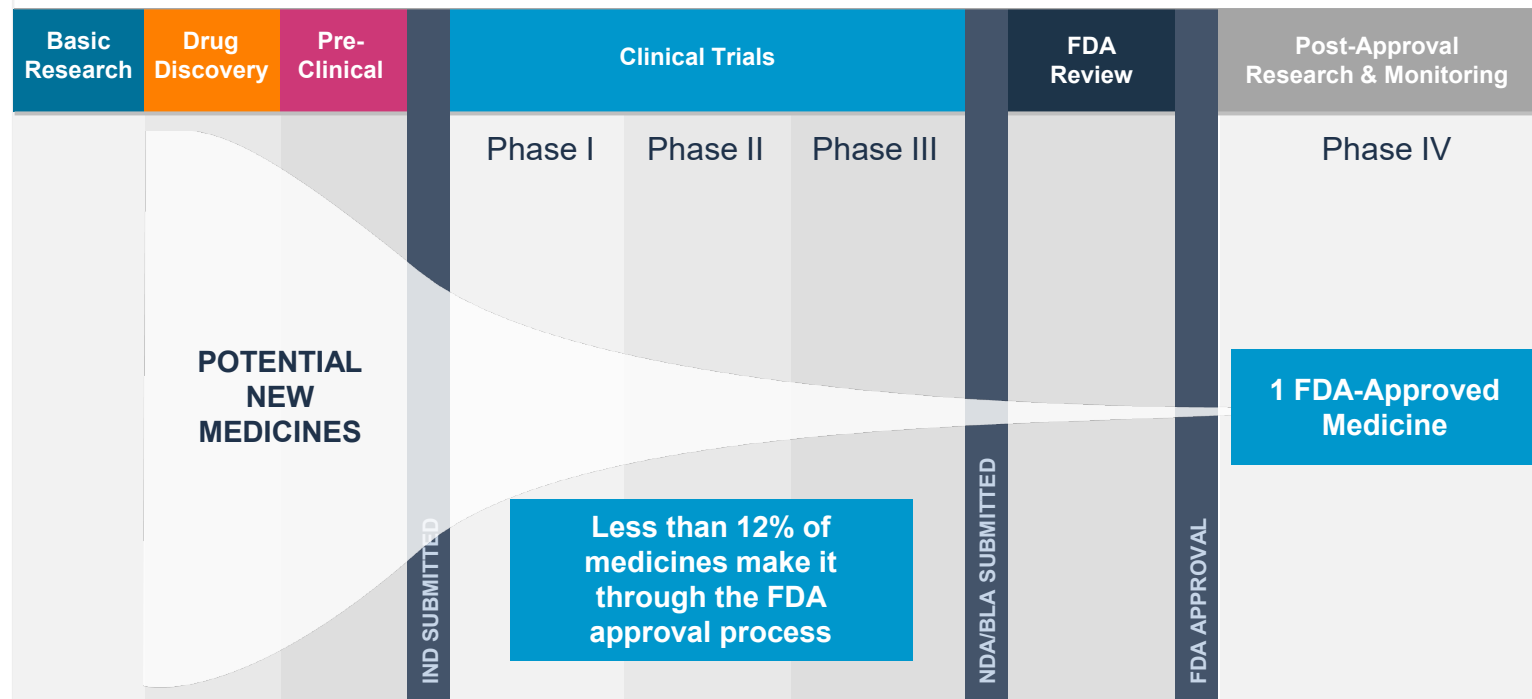 Basic
Research
Drug
Discovery
Pre-
Clinical
Clinical Trials
FDA
Review
Post-Approval
Research & Monitoring
Phase I
Phase II
Phase III
Phase IV
POTENTIAL
NEW
MEDICINES
IND SUBMITTED
Less than 12% of
medicines make it
through the FDA
approval process
NDA/BLA SUBMITTED
FDA APPROVAL
1 FDA-Approved
Medicine